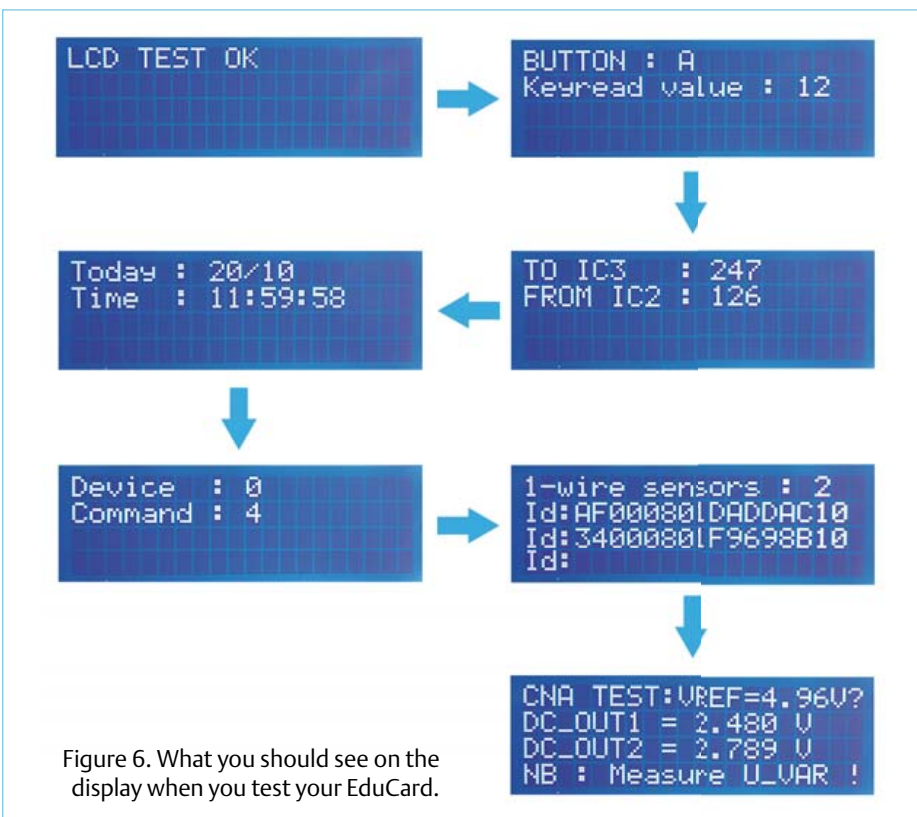 LCD TEST OK
BUTTON : A
Keyread value : 12
TO IC3 : 247
FROM IC2 : 126
Today : 20/10
Time : 11:59:58
Device : 0
Command : 4
1-wire sensors : 2
Id:AF000801DADDAC10
Id:34000801F9698B10
Id:
CNA TEST:VREF=4.96V?
DC_OUT1 = 2.480 V
DC_OUT2 = 2.789 V
NB : Measure U_VAR !
Figure 6. What you should see on the
display when you test your EduCard.